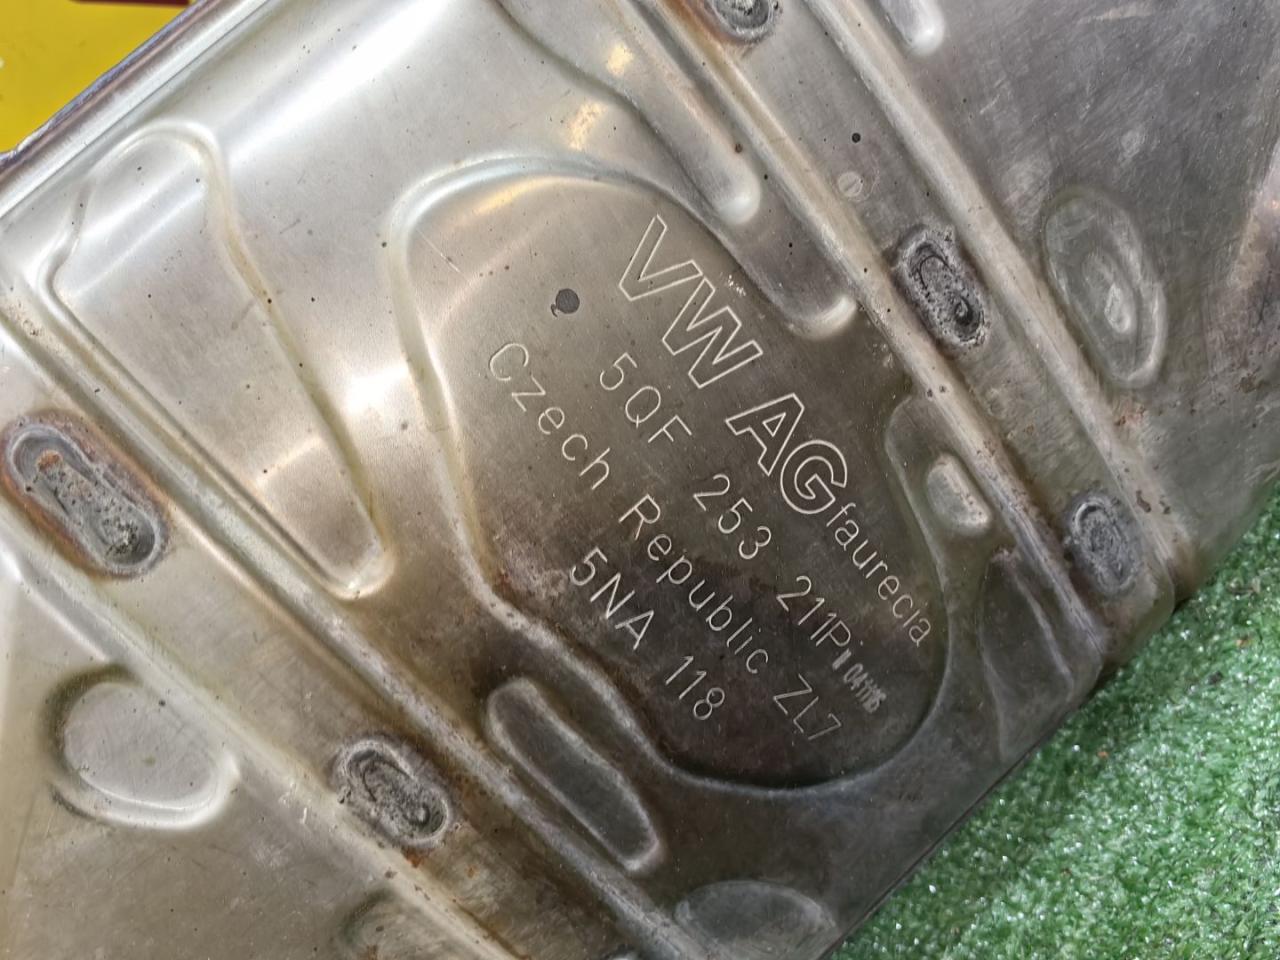 VW AG faurecia
5QF 253 211P
Czech Republic ZL7
5NA 118